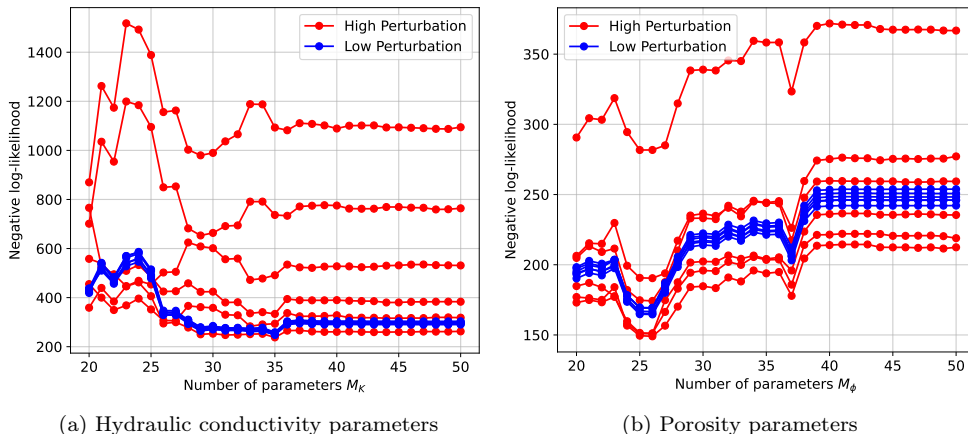 High Perturbation
Low Perturbation
Negative log-likelihood
1400
1200
1000
800
600
400
200
20 25 30 35 40 45 50
Number of parameters M_K
(a) Hydraulic conductivity parameters
High Perturbation
Low Perturbation
Negative log-likelihood
350
300
250
200
150
20 25 30 35 40 45 50
Number of parameters M_ϕ
(b) Porosity parameters